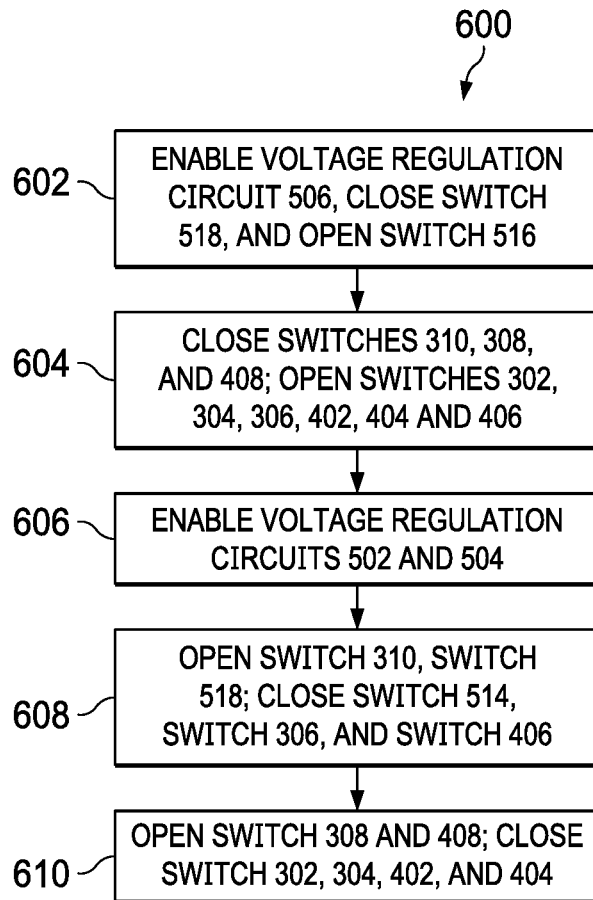 600
602
ENABLE VOLTAGE REGULATION
CIRCUIT 506, CLOSE SWITCH
518, AND OPEN SWITCH 516
604
CLOSE SWITCHES 310, 308,
AND 408; OPEN SWITCHES 302,
304, 306, 402, 404 AND 406
606
ENABLE VOLTAGE REGULATION
CIRCUITS 502 AND 504
608
OPEN SWITCH 310, SWITCH
518; CLOSE SWITCH 514,
SWITCH 306, AND SWITCH 406
610
OPEN SWITCH 308 AND 408; CLOSE
SWITCH 302, 304, 402, AND 404